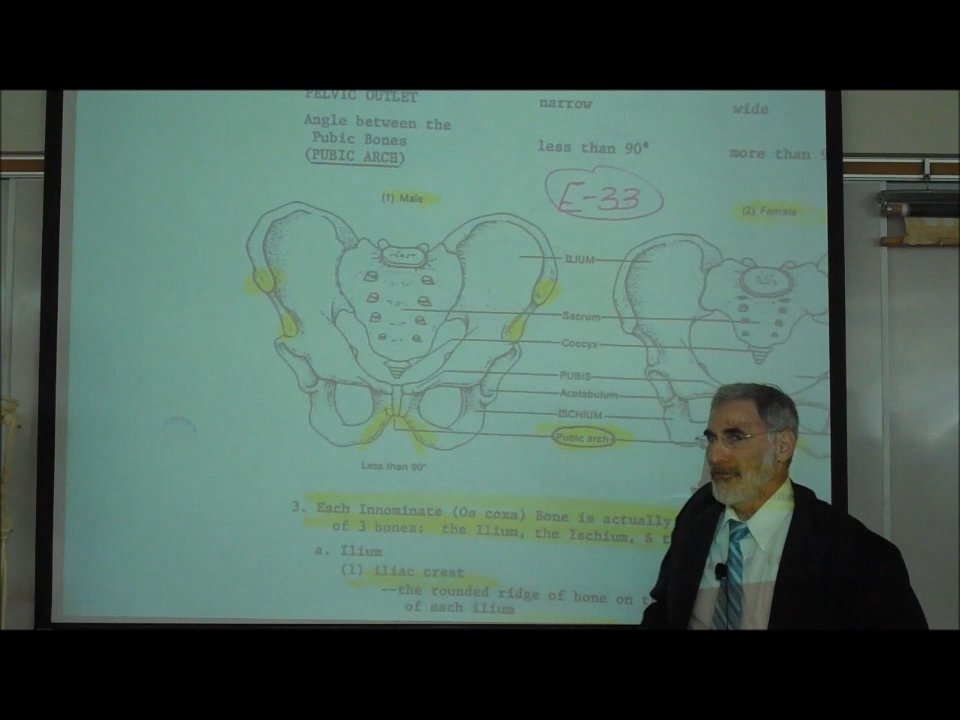 PELVIC OUTLET narrow wide
Angle between the
Pubic Bones less than 90° more than
(PUBIC ARCH)
E-33
(1) Male
(2) Female
ILIUM
Sacrum
Coccyx
PUBIS
Acetabulum
ISCHIUM
Pubic arch
Less than 90°
3. Each Innominate (Os coxa) Bone is actually
of 3 bones: the Ilium, the Ischium, &
a. Ilium
(1) iliac crest
--the rounded ridge of bone on
of each ilium